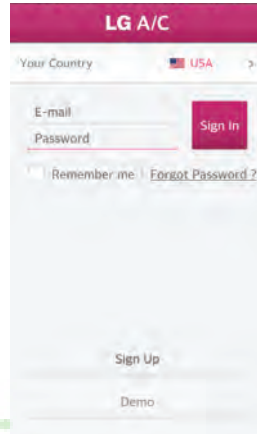 LG A/C
Your Country USA >
E-mail
Sign In
Password
Remember me Forgot Password ?
Sign Up
Demo